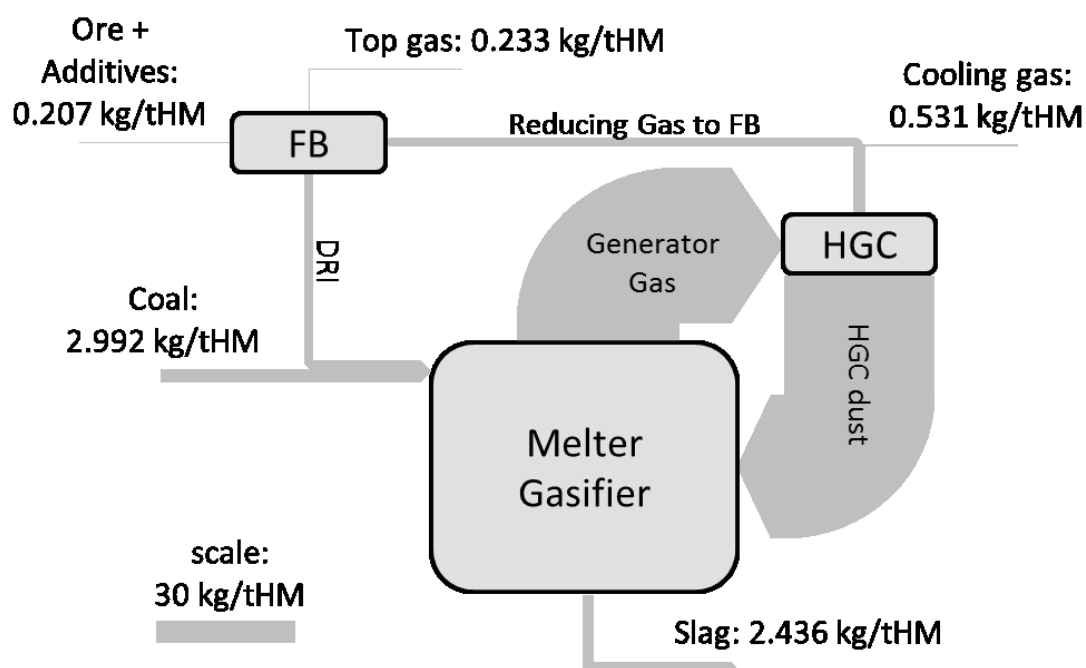 Ore +
Additives:
0.207 kg/tHM
Top gas: 0.233 kg/tHM
Cooling gas:
0.531 kg/tHM
FB
Reducing Gas to FB
Generator
Gas
HGC
DRI
Coal:
2.992 kg/tHM
HGC dust
Melter
Gasifier
scale:
30 kg/tHM
Slag: 2.436 kg/tHM